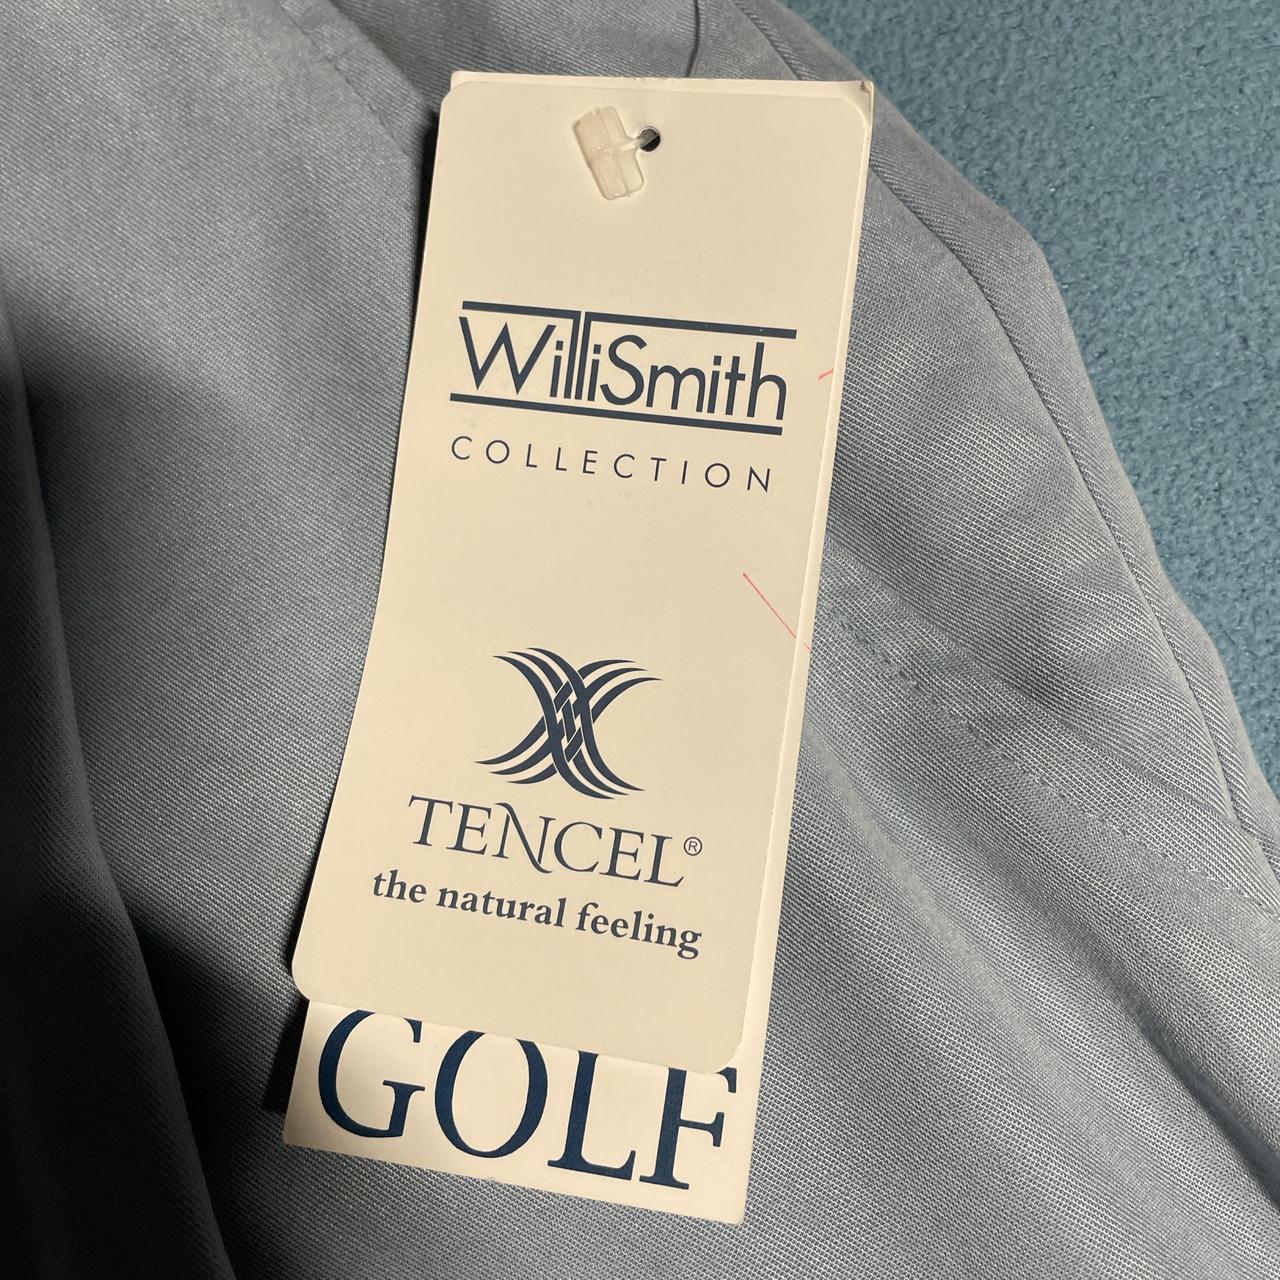 WilliSmith
COLLECTION
TENCEL®
the natural feeling
GOLF